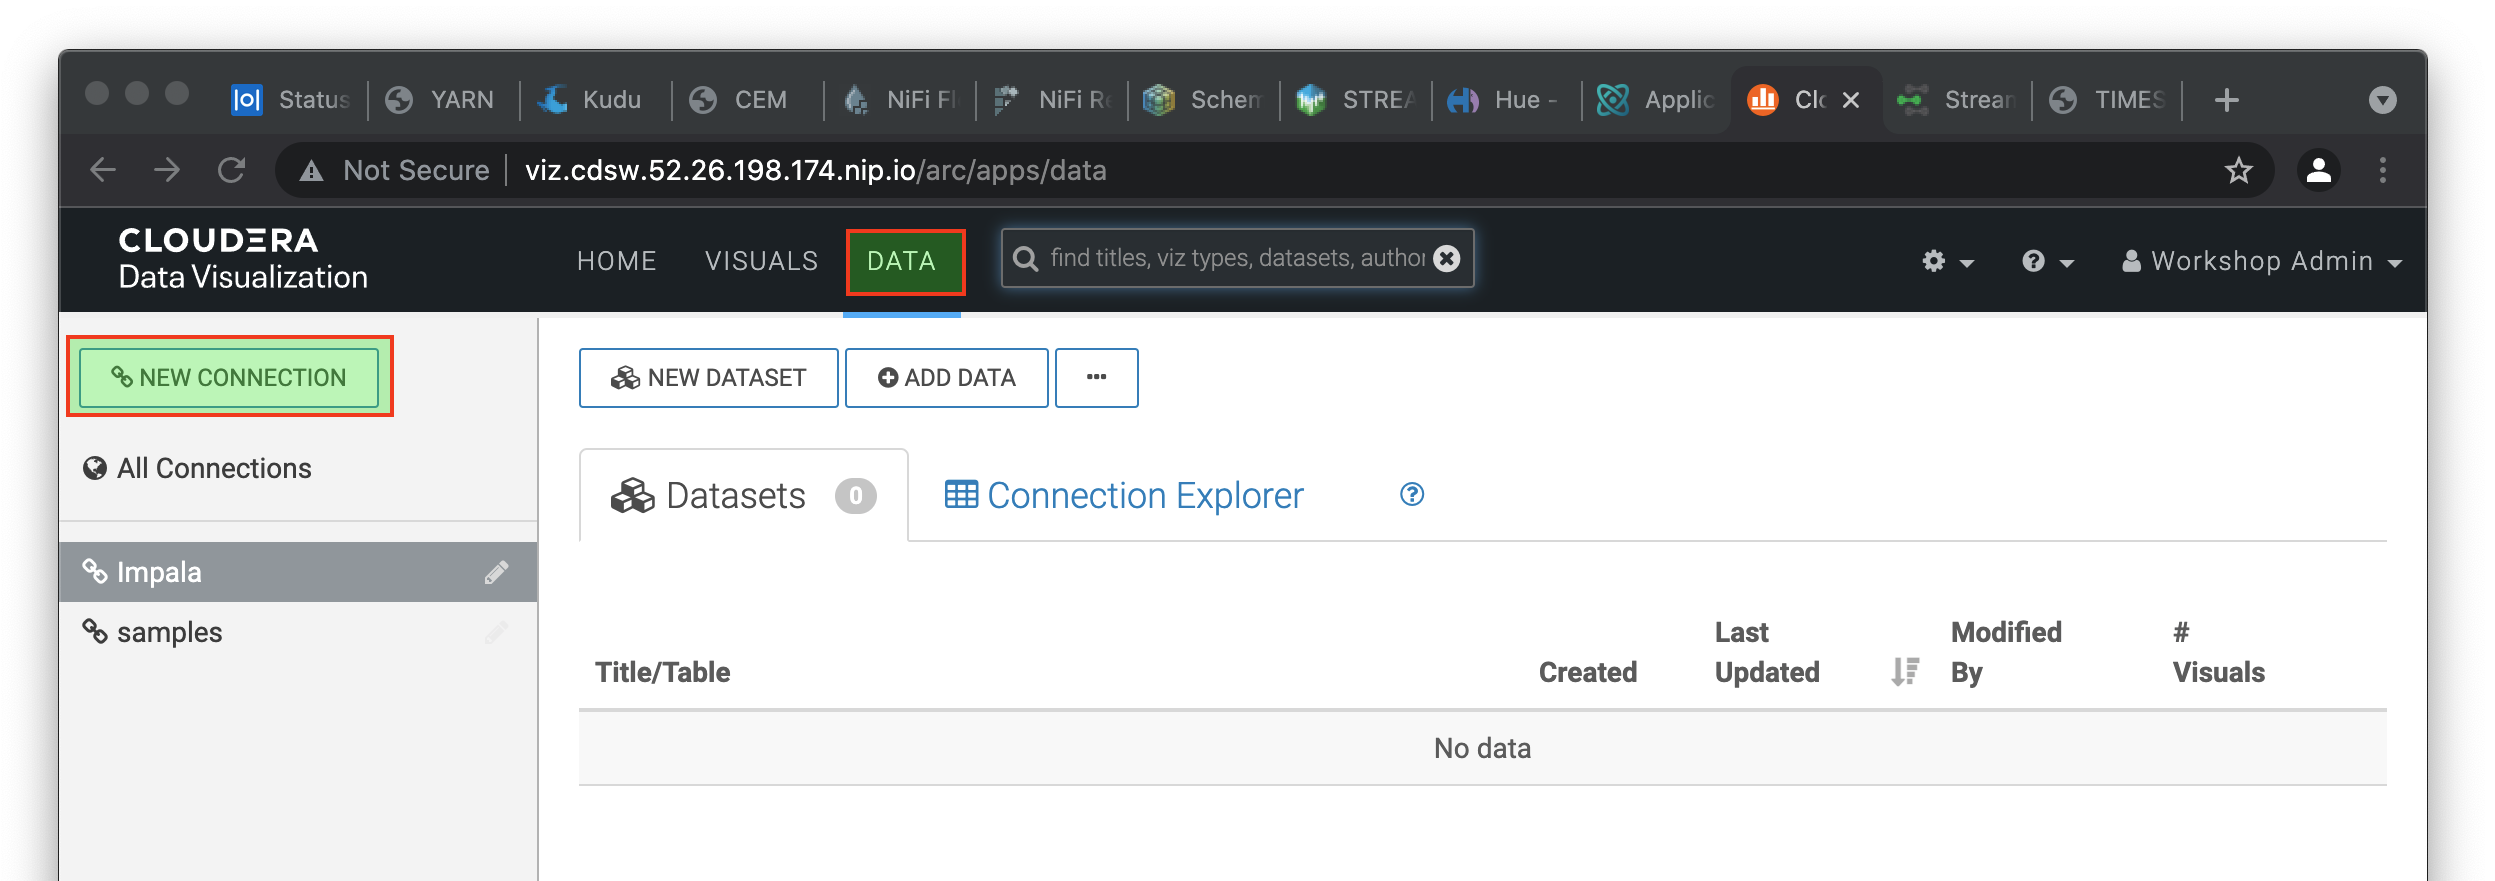 Status
YARN
Kudu
CEM
NiFi Fl
NiFi Re
Schem
STREA
Hue -
Applic
Clo
Strear
TIMES
Not Secure
viz.cdsw.52.26.198.174.nip.io/arc/apps/data
CLOUDERA
Data Visualization
HOME
VISUALS
DATA
find titles, viz types, datasets, author
Workshop Admin
NEW CONNECTION
NEW DATASET
ADD DATA
...
All Connections
Datasets 0
Connection Explorer
Impala
samples
Title/Table
Created
Last
Updated
Modified
By
#
Visuals
No data